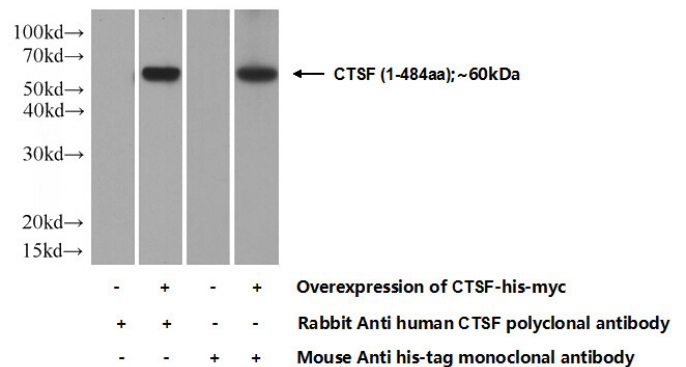 100kd→
70kd→
50kd→
40kd→
30kd→
20kd→
15kd→
← CTSF (1-484aa);~60kDa
- + - + Overexpression of CTSF-his-myc
+ + - - Rabbit Anti human CTSF polyclonal antibody
- - + + Mouse Anti his-tag monoclonal antibody